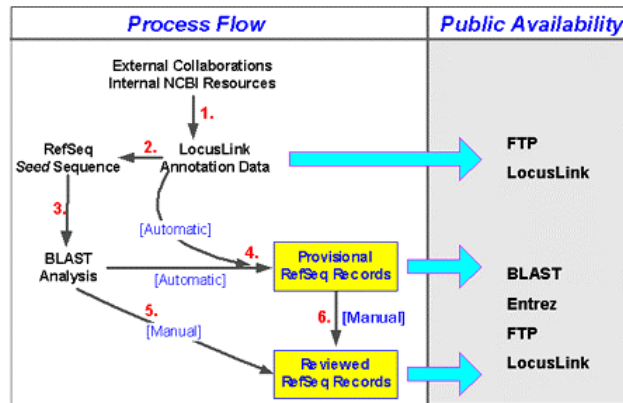 Process Flow
Public Availability
External Collaborations
Internal NCBI Resources
1.
RefSeq
Seed Sequence
2.
LocusLink
Annotation Data
FTP
LocusLink
3.
[Automatic]
BLAST
Analysis
[Automatic]
4.
Provisional
RefSeq Records
5.
[Manual]
6.
[Manual]
Reviewed
RefSeq Records
BLAST
Entrez
FTP
LocusLink